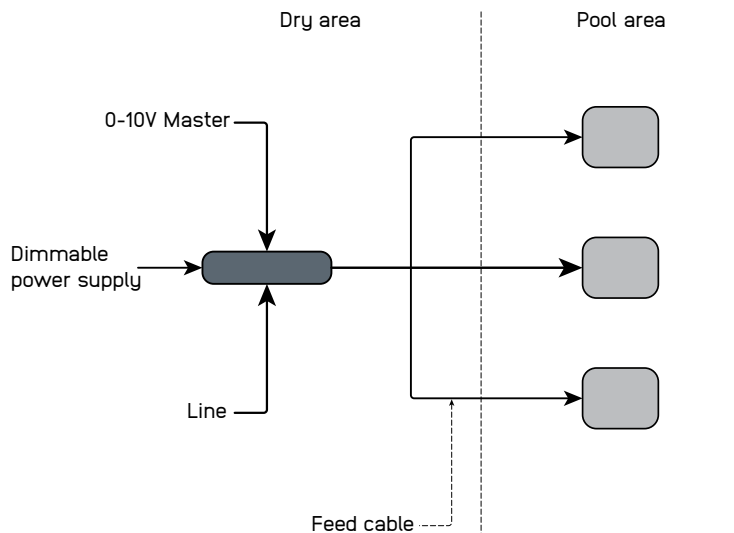 Dry area
Pool area
0-10V Master
Dimmable
power supply
Line
Feed cable